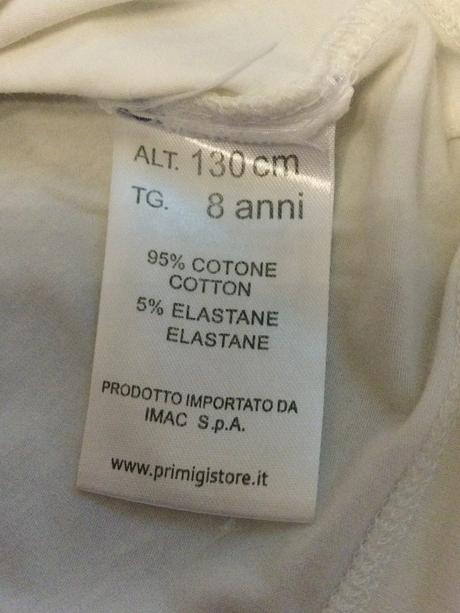 ALT. 130 cm
TG. 8 anni
95% COTONE
COTTON
5% ELASTANE
ELASTANE
PRODOTTO IMPORTATO DA
IMAC S.p.A.
www.primigistore.it